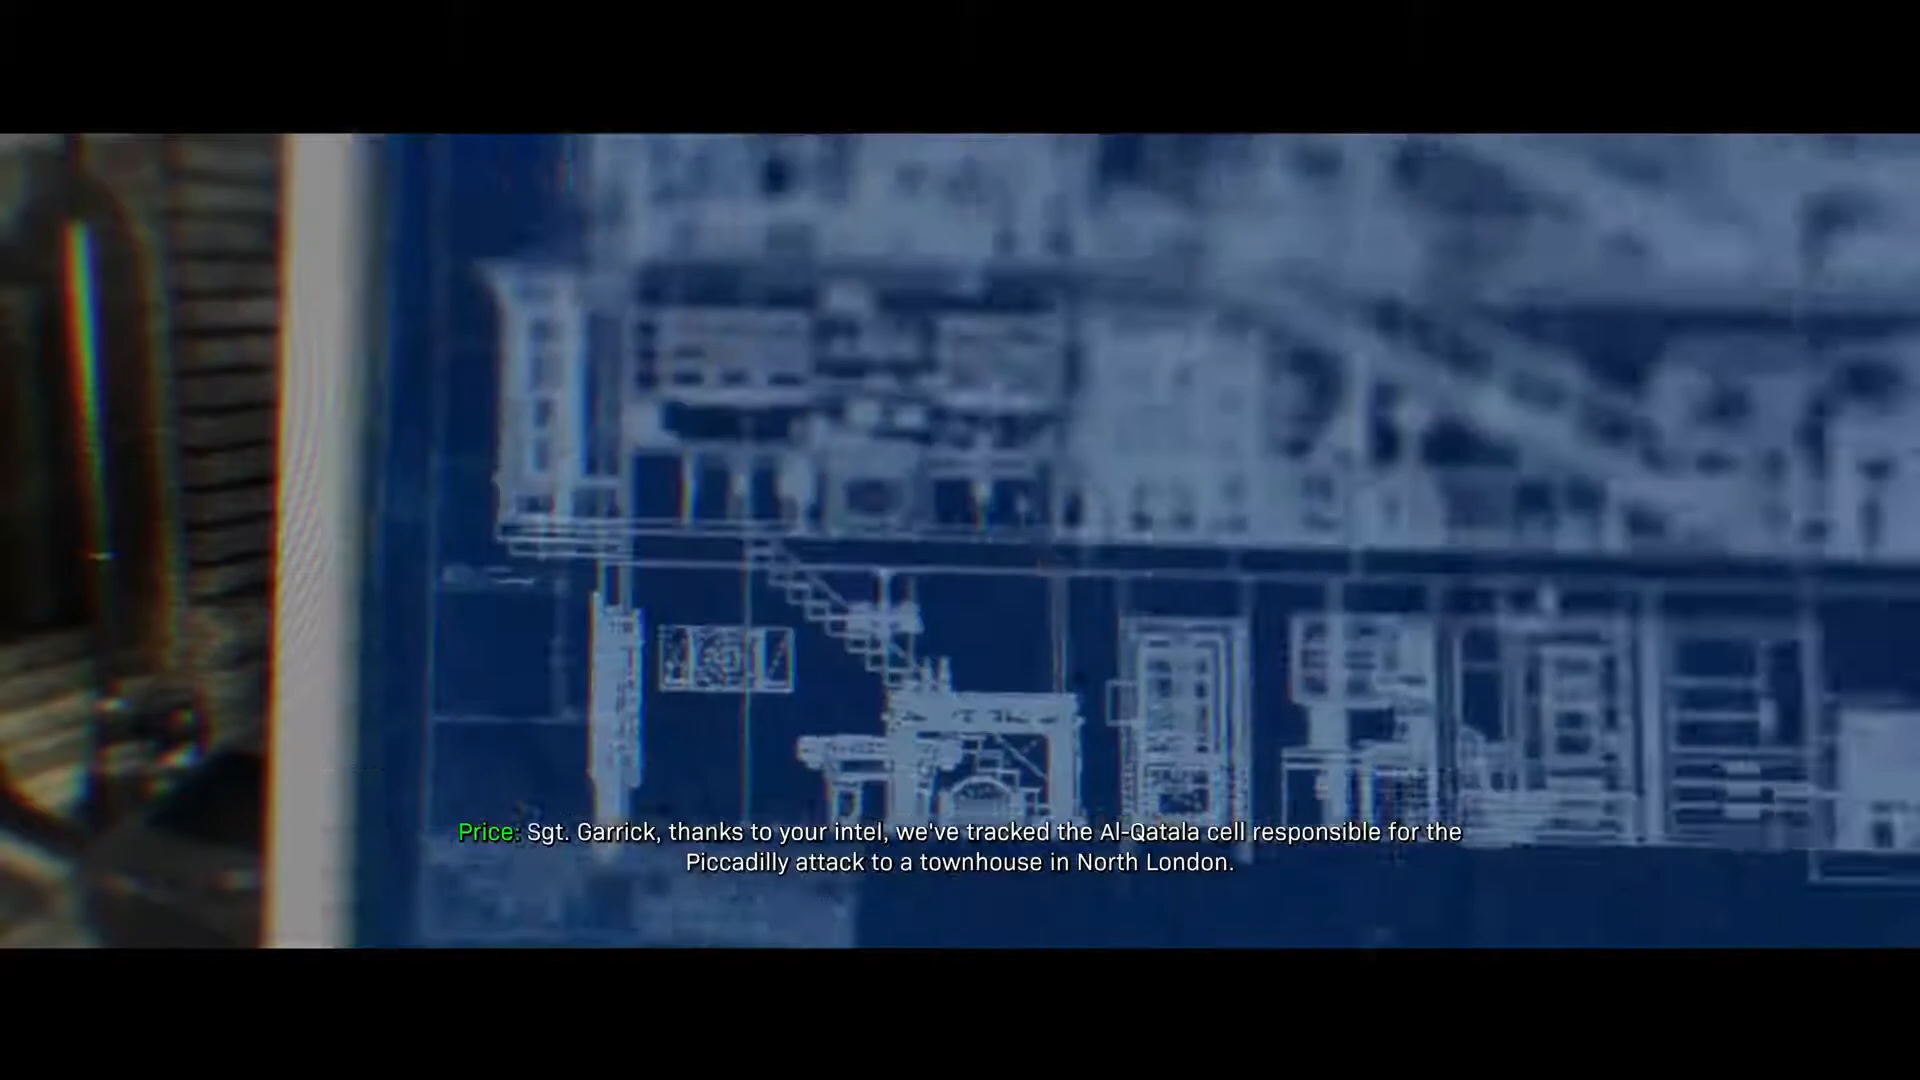 Price: Sgt. Garrick, thanks to your intel, we've tracked the Al-Qatala cell responsible for the
Piccadilly attack to a townhouse in North London.